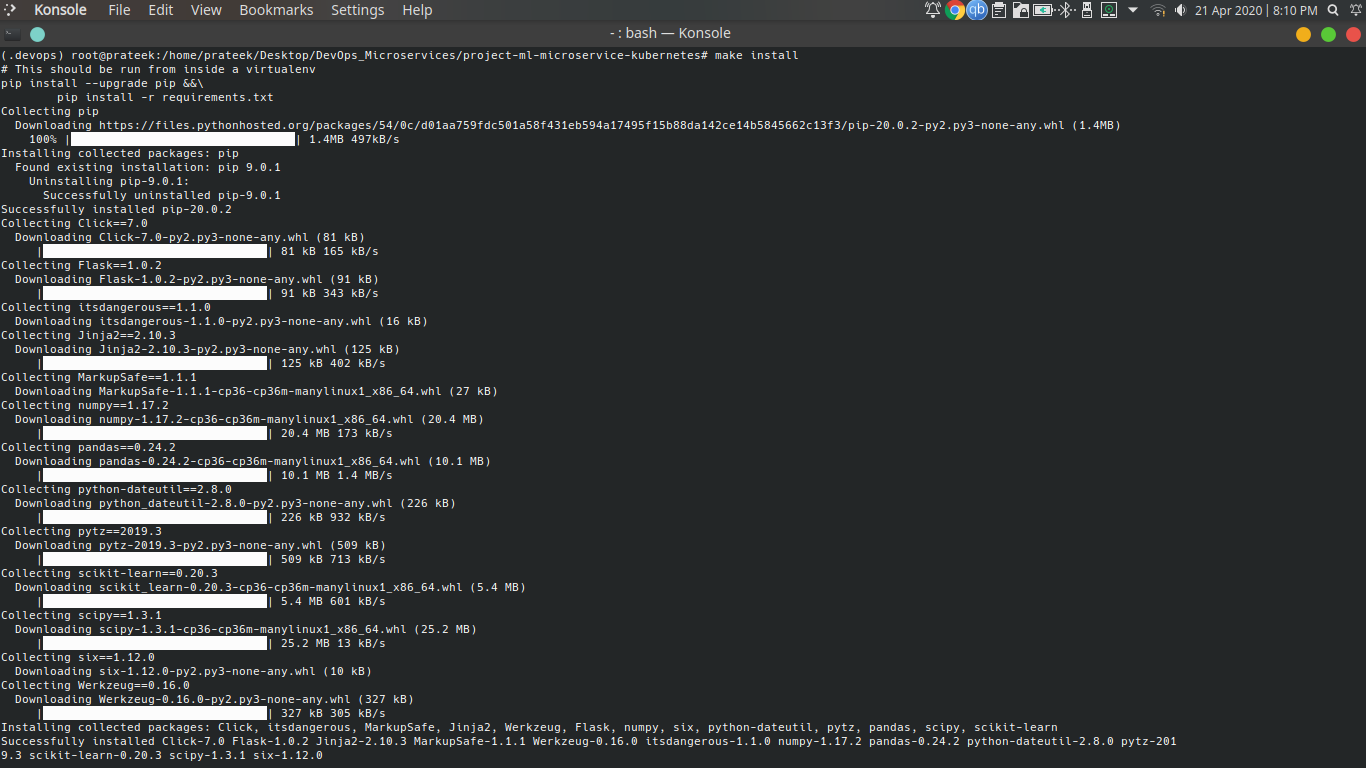 Konsole File Edit View Bookmarks Settings Help qb 21 Apr 2020 | 8:10 PM
- : bash — Konsole
(.devops) root@prateek:/home/prateek/Desktop/DevOps_Microservices/project-ml-microservice-kubernetes# make install
# This should be run from inside a virtualenv
pip install --upgrade pip &&\
pip install -r requirements.txt
Collecting pip
Downloading https://files.pythonhosted.org/packages/54/0c/d01aa759fdc501a58f431eb594a17495f15b88da142ce14b5845662c13f3/pip-20.0.2-py2.py3-none-any.whl (1.4MB)
100% | | 1.4MB 497kB/s
Installing collected packages: pip
Found existing installation: pip 9.0.1
Uninstalling pip-9.0.1:
Successfully uninstalled pip-9.0.1
Successfully installed pip-20.0.2
Collecting Click==7.0
Downloading Click-7.0-py2.py3-none-any.whl (81 kB)
| | 81 kB 165 kB/s
Collecting Flask==1.0.2
Downloading Flask-1.0.2-py2.py3-none-any.whl (91 kB)
| | 91 kB 343 kB/s
Collecting itsdangerous==1.1.0
Downloading itsdangerous-1.1.0-py2.py3-none-any.whl (16 kB)
Collecting Jinja2==2.10.3
Downloading Jinja2-2.10.3-py2.py3-none-any.whl (125 kB)
| | 125 kB 402 kB/s
Collecting MarkupSafe==1.1.1
Downloading MarkupSafe-1.1.1-cp36-cp36m-manylinux1_x86_64.whl (27 kB)
Collecting numpy==1.17.2
Downloading numpy-1.17.2-cp36-cp36m-manylinux1_x86_64.whl (20.4 MB)
| | 20.4 MB 173 kB/s
Collecting pandas==0.24.2
Downloading pandas-0.24.2-cp36-cp36m-manylinux1_x86_64.whl (10.1 MB)
| | 10.1 MB 1.4 MB/s
Collecting python-dateutil==2.8.0
Downloading python_dateutil-2.8.0-py2.py3-none-any.whl (226 kB)
| | 226 kB 932 kB/s
Collecting pytz==2019.3
Downloading pytz-2019.3-py2.py3-none-any.whl (509 kB)
| | 509 kB 713 kB/s
Collecting scikit-learn==0.20.3
Downloading scikit_learn-0.20.3-cp36-cp36m-manylinux1_x86_64.whl (5.4 MB)
| | 5.4 MB 601 kB/s
Collecting scipy==1.3.1
Downloading scipy-1.3.1-cp36-cp36m-manylinux1_x86_64.whl (25.2 MB)
| | 25.2 MB 13 kB/s
Collecting six==1.12.0
Downloading six-1.12.0-py2.py3-none-any.whl (10 kB)
Collecting Werkzeug==0.16.0
Downloading Werkzeug-0.16.0-py2.py3-none-any.whl (327 kB)
| | 327 kB 305 kB/s
Installing collected packages: Click, itsdangerous, MarkupSafe, Jinja2, Werkzeug, Flask, numpy, six, python-dateutil, pytz, pandas, scipy, scikit-learn
Successfully installed Click-7.0 Flask-1.0.2 Jinja2-2.10.3 MarkupSafe-1.1.1 Werkzeug-0.16.0 itsdangerous-1.1.0 numpy-1.17.2 pandas-0.24.2 python-dateutil-2.8.0 pytz-201
9.3 scikit-learn-0.20.3 scipy-1.3.1 six-1.12.0